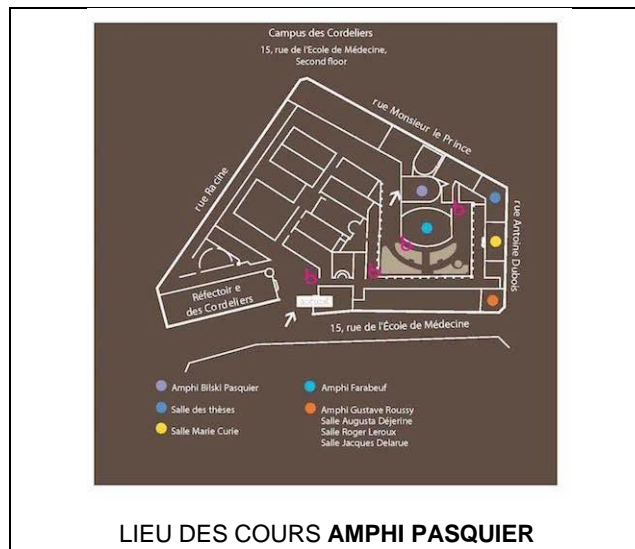 Campus des Cordeliers
15, rue de l'Ecole de Médecine,
Second floor
rue Monsieur le Prince
rue Racine
rue Antoine Dubois
Réfectoir e
des Cordeliers
15, rue de l'École de Médecine
Amphi Bilski Pasquier
Amphi Farabeuf
Salle des thèses
Amphi Gustave Roussy
Salle Augusta Déjerine
Salle Marie Curie
Salle Roger Leroux
Salle Jacques Delarue
LIEU DES COURS AMPHI PASQUIER